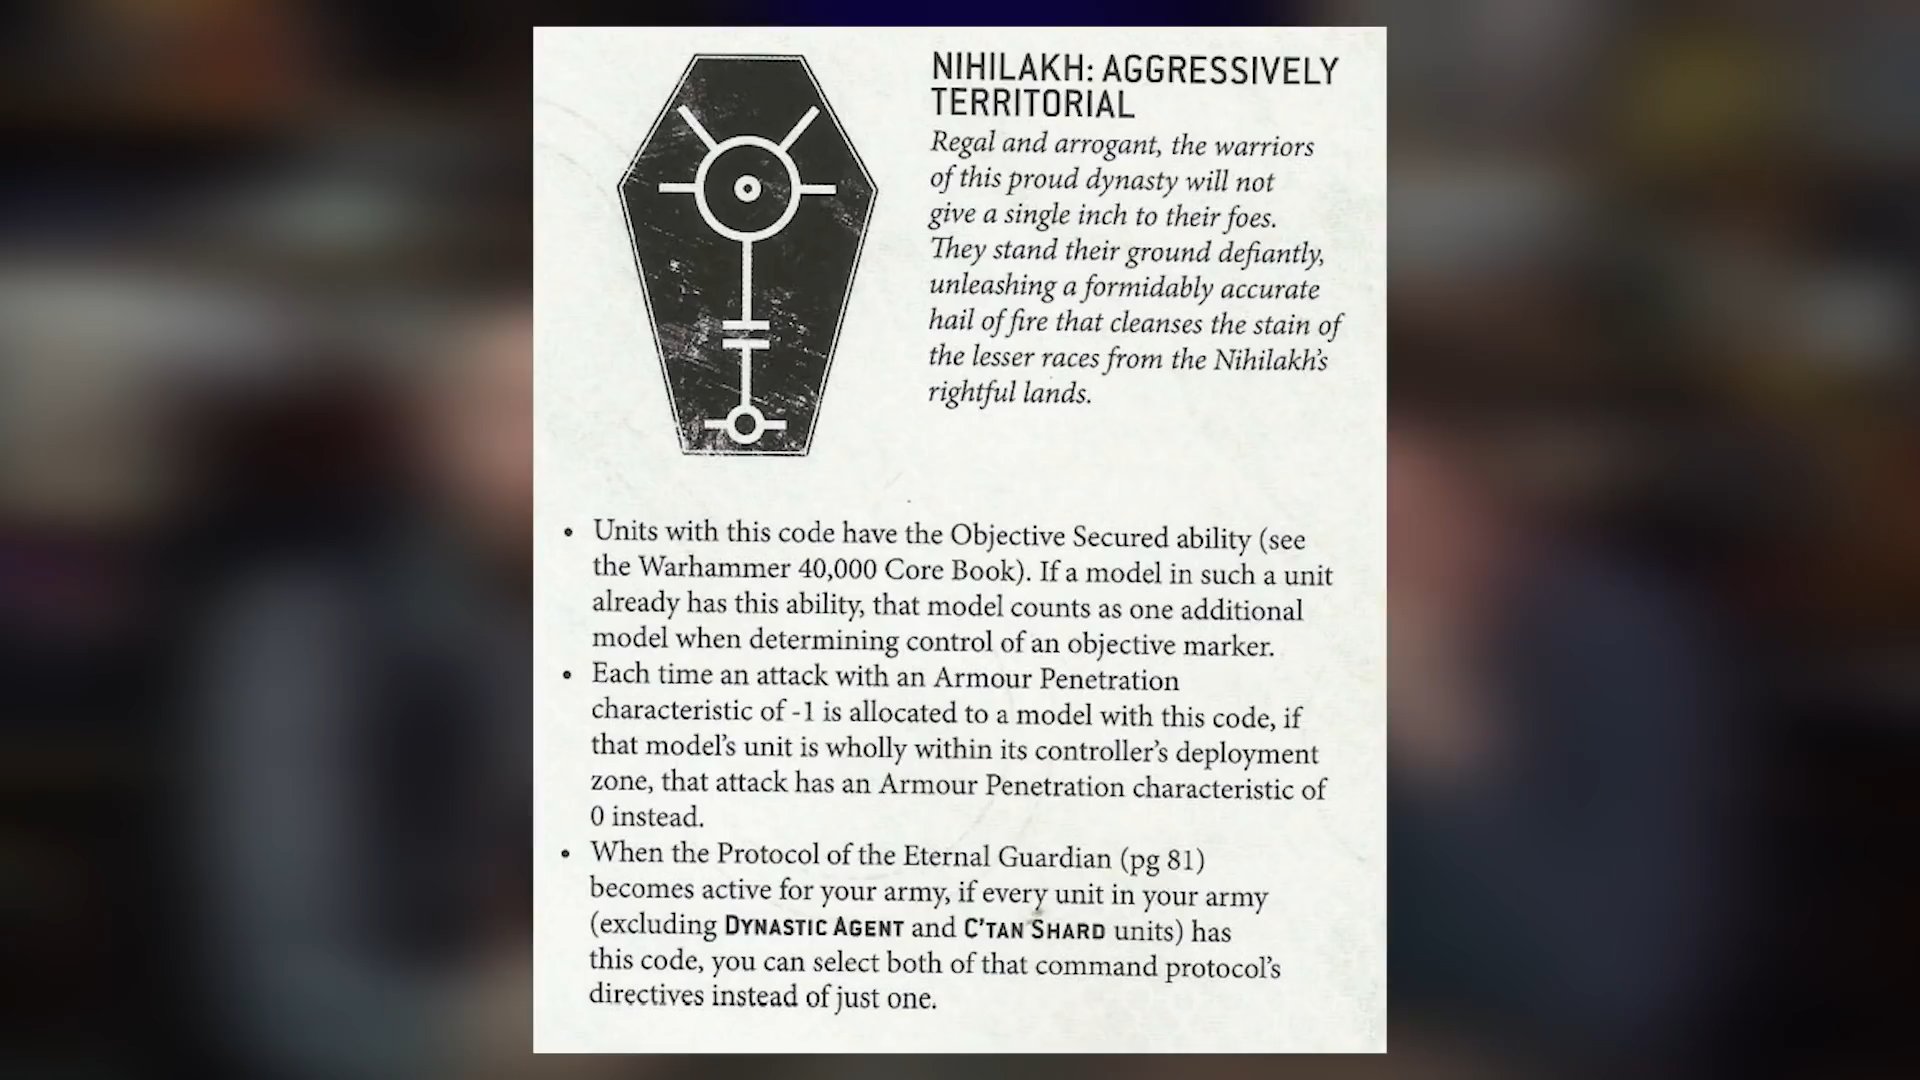 NIHILAKH: AGGRESSIVELY
TERRITORIAL
Regal and arrogant, the warriors
of this proud dynasty will not
give a single inch to their foes.
They stand their ground defiantly,
unleashing a formidably accurate
hail of fire that cleanses the stain of
the lesser races from the Nihilakh's
rightful lands.
• Units with this code have the Objective Secured ability (see
the Warhammer 40,000 Core Book). If a model in such a unit
already has this ability, that model counts as one additional
model when determining control of an objective marker.
• Each time an attack with an Armour Penetration
characteristic of -1 is allocated to a model with this code, if
that model's unit is wholly within its controller's deployment
zone, that attack has an Armour Penetration characteristic of
0 instead.
• When the Protocol of the Eternal Guardian (pg 81)
becomes active for your army, if every unit in your army
(excluding DYNASTIC AGENT and C'TAN SHARD units) has
this code, you can select both of that command protocol's
directives instead of just one.